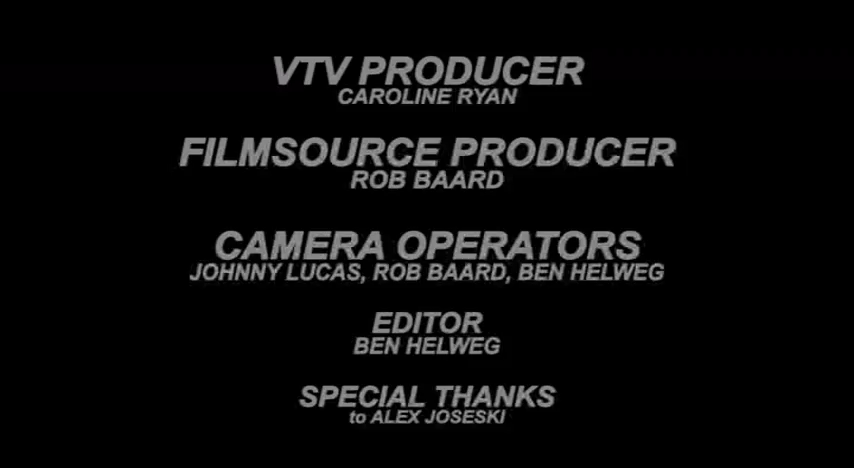 VTV PRODUCER
CAROLINE RYAN
FILMSOURCE PRODUCER
ROB BAARD
CAMERA OPERATORS
JOHNNY LUCAS, ROB BAARD, BEN HELWEG
EDITOR
BEN HELWEG
SPECIAL THANKS
to ALEX JOSESKI